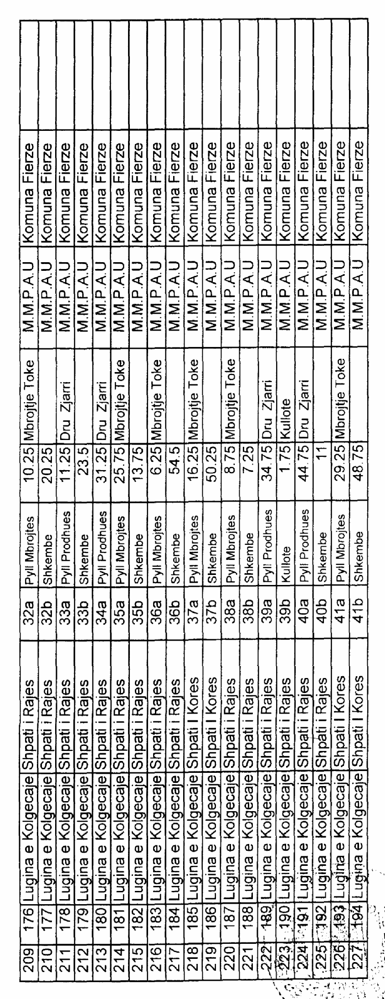 209 176 Lugina e Kolgecaje Shpati i Rajes 32a Pyll Mbrojtes 10.25 Mbrojtje Toke M.M.P.A.U Komuna Fierze
210 177 Lugina e Kolgecaje Shpati i Rajes 32b Shkembe 20.25 M.M.P.A.U Komuna Fierze
211 178 Lugina e Kolgecaje Shpati i Rajes 33a Pyll Prodhues 11.25 Dru Zjarri M.M.P.A.U Komuna Fierze
212 179 Lugina e Kolgecaje Shpati i Rajes 33b Shkembe 23.5 M.M.P.A.U Komuna Fierze
213 180 Lugina e Kolgecaje Shpati i Rajes 34a Pyll Prodhues 31.25 Dru Zjarri M.M.P.A.U Komuna Fierze
214 181 Lugina e Kolgecaje Shpati i Rajes 35a Pyll Mbrojtes 25.75 Mbrojtje Toke M.M.P.A.U Komuna Fierze
215 182 Lugina e Kolgecaje Shpati i Rajes 35b Shkembe 13.75 M.M.P.A.U Komuna Fierze
216 183 Lugina e Kolgecaje Shpati i Rajes 36a Pyll Mbrojtes 6.25 Mbrojtje Toke M.M.P.A.U Komuna Fierze
217 184 Lugina e Kolgecaje Shpati i Rajes 36b Shkembe 54.5 M.M.P.A.U Komuna Fierze
218 185 Lugina e Kolgecaje Shpati I Kores 37a Pyll Mbrojtes 16.25 Mbrojtje Toke M.M.P.A.U Komuna Fierze
219 186 Lugina e Kolgecaje Shpati I Kores 37b Shkembe 50.25 M.M.P.A.U Komuna Fierze
220 187 Lugina e Kolgecaje Shpati i Rajes 38a Pyll Mbrojtes 8.75 Mbrojtje Toke M.M.P.A.U Komuna Fierze
221 188 Lugina e Kolgecaje Shpati i Rajes 38b Shkembe 7.25 M.M.P.A.U Komuna Fierze
222 189 Lugina e Kolgecaje Shpati i Rajes 39a Pyll Prodhues 34.75 Dru Zjarri M.M.P.A.U Komuna Fierze
223 190 Lugina e Kolgecaje Shpati i Rajes 39b Kullote 1.75 Kullote M.M.P.A.U Komuna Fierze
224 191 Lugina e Kolgecaje Shpati i Rajes 40a Pyll Prodhues 44.75 Dru Zjarri M.M.P.A.U Komuna Fierze
225 192 Lugina e Kolgecaje Shpati i Rajes 40b Shkembe 11 M.M.P.A.U Komuna Fierze
226 193 Lugina e Kolgecaje Shpati I Kores 41a Pyll Mbrojtes 29.25 Mbrojtje Toke M.M.P.A.U Komuna Fierze
227 194 Lugina e Kolgecaje Shpati I Kores 41b Shkembe 48.75 M.M.P.A.U Komuna Fierze